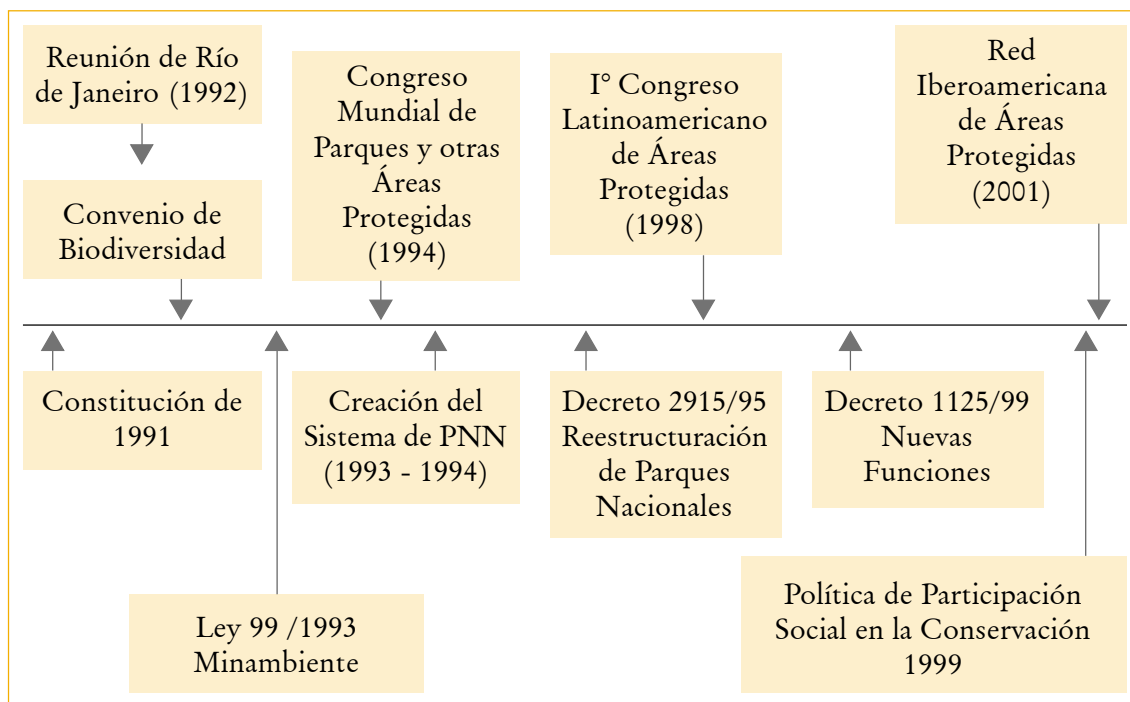 Reunión de Río
de Janeiro (1992)
Convenio de
Biodiversidad
Congreso
Mundial de
Parques y otras
Áreas
Protegidas
(1994)
I° Congreso
Latinoamericano
de Áreas
Protegidas
(1998)
Red
Iberoamericana
de Áreas
Protegidas
(2001)
Constitución de
1991
Creación del
Sistema de PNN
(1993 - 1994)
Decreto 2915/95
Reestructuración
de Parques
Nacionales
Decreto 1125/99
Nuevas
Funciones
Ley 99 /1993
Minambiente
Política de Participación
Social en la Conservación
1999